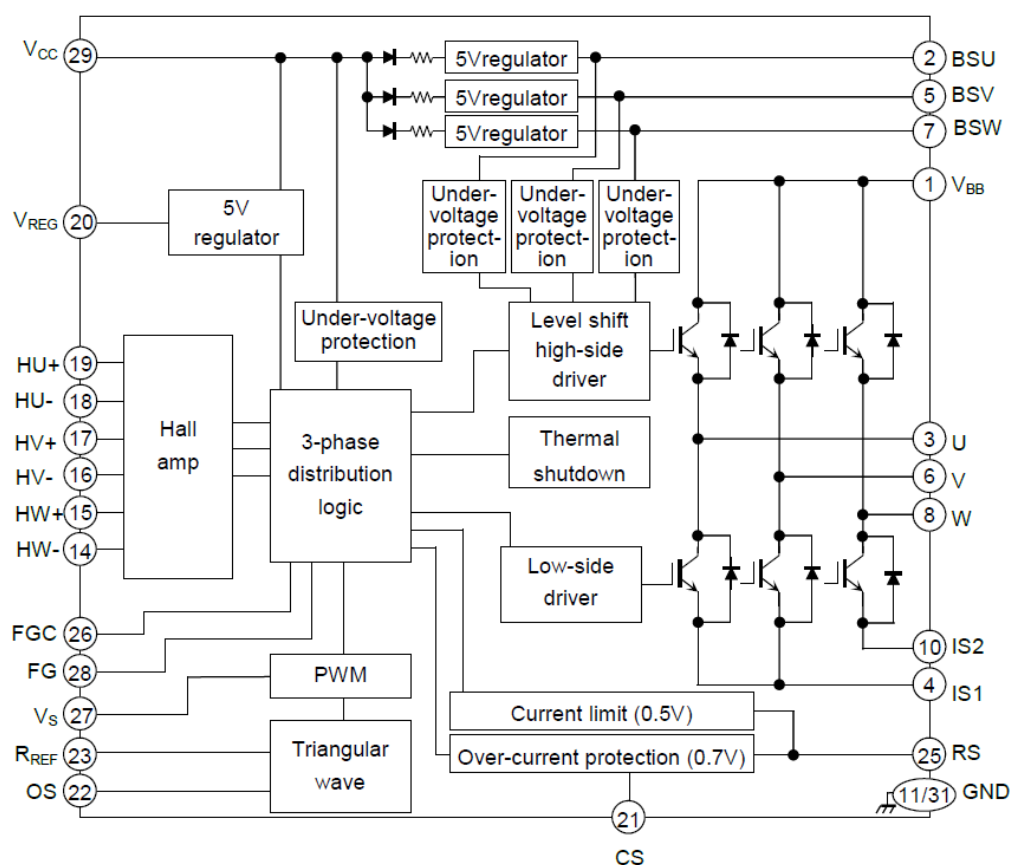 VCC 29
5Vregulator
2 BSU
5Vregulator
5 BSV
5Vregulator
7 BSW
Under-
voltage
protect-
ion
Under-
voltage
protect-
ion
Under-
voltage
protect-
ion
1 VBB
VREG 20
5V
regulator
Under-voltage
protection
Level shift
high-side
driver
HU+ 19
HU- 18
HV+ 17
HV- 16
HW+ 15
HW- 14
Hall
amp
3-phase
distribution
logic
Thermal
shutdown
3 U
6 V
8 W
Low-side
driver
FGC 26
FG 28
VS 27
RREF 23
OS 22
PWM
Triangular
wave
10 IS2
4 IS1
Current limit (0.5V)
Over-current protection (0.7V)
25 RS
11/31 GND
21
CS